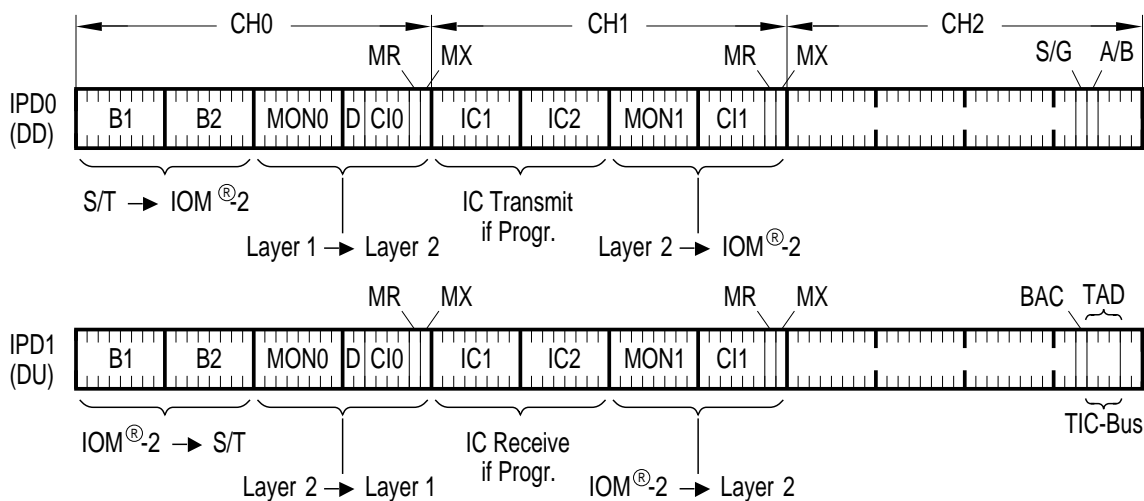 CH0 CH1 CH2
MR MX MR MX S/G A/B
IPD0 (DD)
B1 B2 MON0 D CI0 IC1 IC2 MON1 CI1
S/T → IOM®-2
IC Transmit
if Progr.
Layer 1 → Layer 2
Layer 2 → IOM®-2
MR MX MR MX BAC TAD
IPD1 (DU)
B1 B2 MON0 D CI0 IC1 IC2 MON1 CI1
TIC-Bus
IOM®-2 → S/T
IC Receive
if Progr.
Layer 2 → Layer 1
IOM®-2 → Layer 2